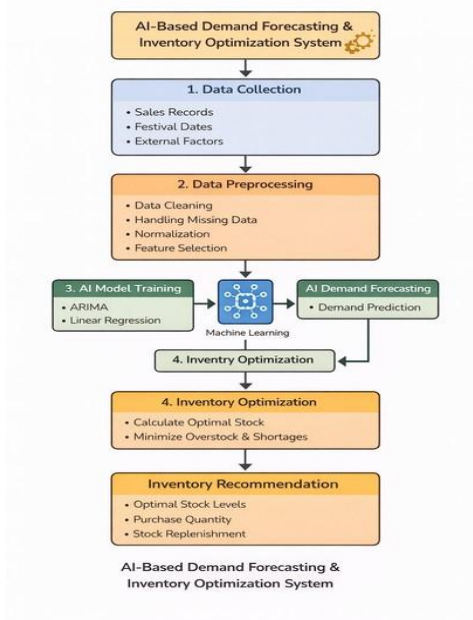 AI-Based Demand Forecasting &
Inventory Optimization System
1. Data Collection
• Sales Records
• Festival Dates
• External Factors
2. Data Preprocessing
• Data Cleaning
• Handling Missing Data
• Normalization
• Feature Selection
3. AI Model Training
• ARIMA
• Linear Regression
Machine Learning
AI Demand Forecasting
• Demand Prediction
4. Inventry Optimization
4. Inventory Optimization
• Calculate Optimal Stock
• Minimize Overstock & Shortages
Inventory Recommendation
• Optimal Stock Levels
• Purchase Quantity
• Stock Replenishment
AI-Based Demand Forecasting &
Inventory Optimization System